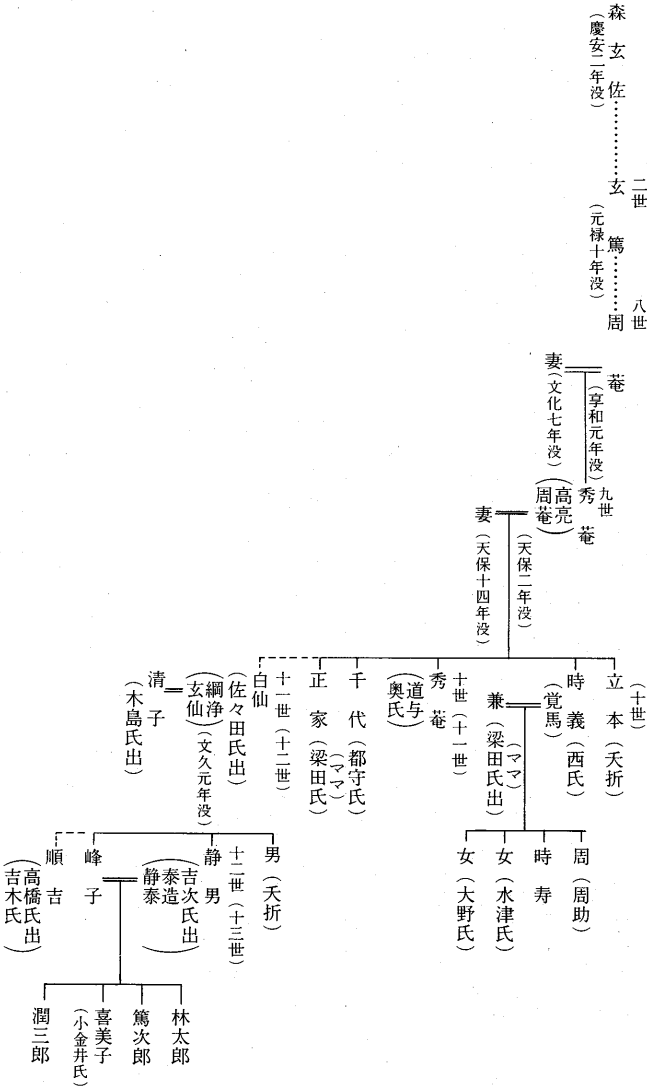 森玄佐……………玄篤…………周菴
(慶安二年没)
二世
(元禄十年没)
八世
(享和元年没)
妻(文化七年没)
九世
秀菴
(高亮
周菴)
(天保二年没)
妻(天保十四年没)
(十世)
立本(夭折)
時義(西氏)
(覚馬)
兼(梁田氏出)
(ママ)
周(周助)
時寿
女(水津氏)
女(大野氏)
十世(十一世)
秀菴
(道与
奥氏)
千代(都守氏)
(ママ)
正家(梁田氏)
十一世(十二世)
白仙
(佐々田氏出
綱浄
玄仙)
(文久元年没)
清子
(木島氏出)
男(夭折)
十二世(十三世)
静男
(吉次氏出
泰造
静泰)
峰子
順吉
(高橋氏出
吉木氏)
林太郎
篤次郎
喜美子
(小金井氏)
潤三郎